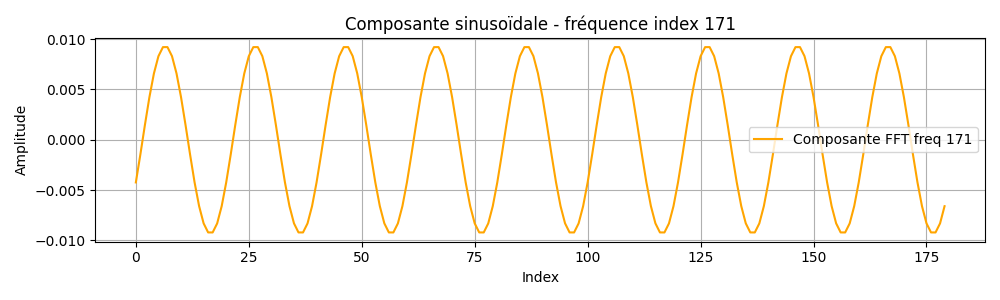 Composante sinusoïdale - fréquence index 171
0.010
0.005
0.000
−0.005
−0.010
Amplitude
Composante FFT freq 171
0 25 50 75 100 125 150 175
Index